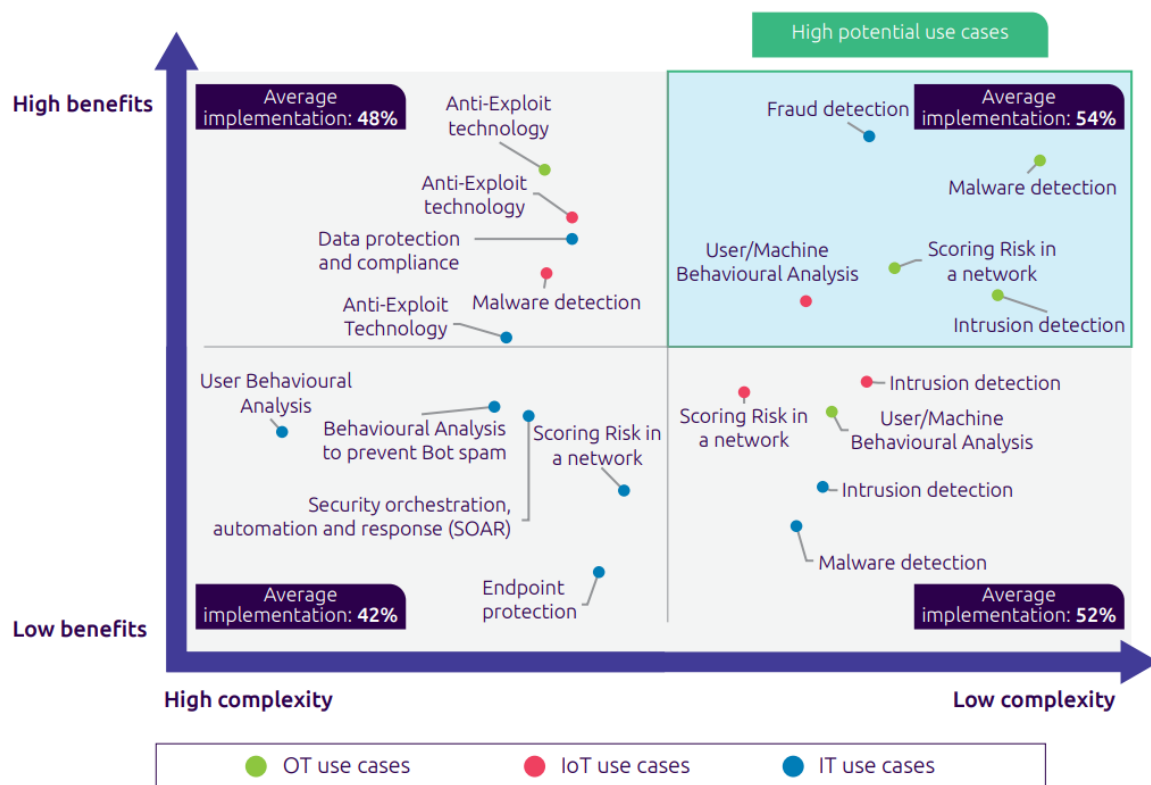 High potential use cases
High benefits
Average
implementation: 48%
Anti-Exploit
technology
Fraud detection
Average
implementation: 54%
Malware detection
Anti-Exploit
technology
Data protection
and compliance
User/Machine
Behavioural Analysis
Scoring Risk in
a network
Malware detection
Anti-Exploit
Technology
Intrusion detection
User Behavioural
Analysis
Behavioural Analysis
to prevent Bot spam
Scoring Risk in
a network
Scoring Risk in
a network
Intrusion detection
User/Machine
Behavioural Analysis
Security orchestration,
automation and response (SOAR)
Intrusion detection
Malware detection
Endpoint
protection
Average
implementation: 42%
Average
implementation: 52%
Low benefits
High complexity
Low complexity
OT use cases
IoT use cases
IT use cases